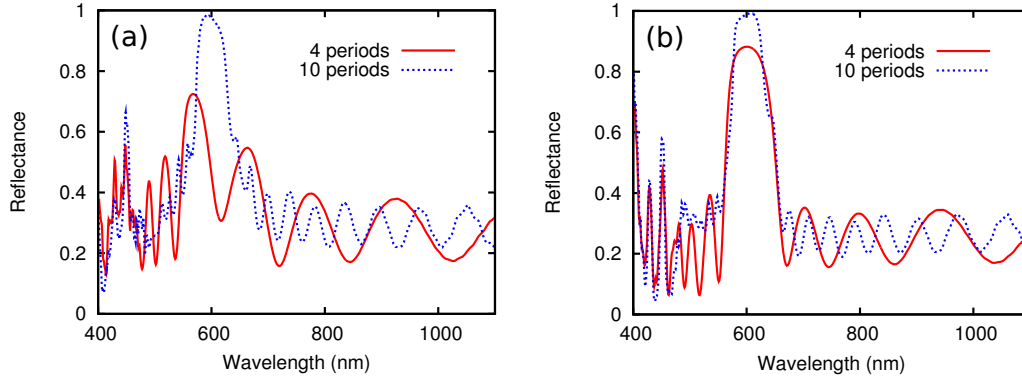 (a)
4 periods
10 periods
Reflectance
1
0.8
0.6
0.4
0.2
0
400 600 800 1000
Wavelength (nm)
(b)
4 periods
10 periods
Reflectance
1
0.8
0.6
0.4
0.2
0
400 600 800 1000
Wavelength (nm)